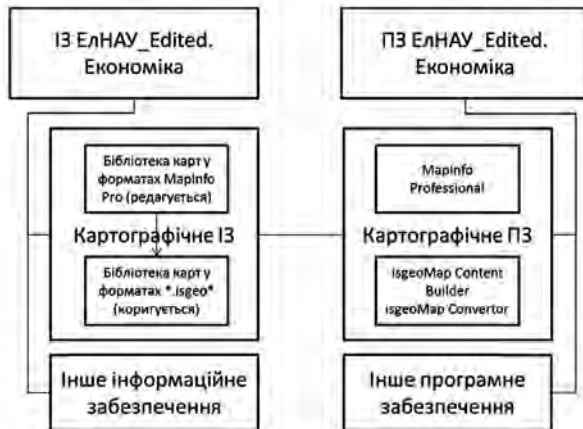 ІЗ ЕлНАУ_Edited.
Економіка
Бібліотека карт у
форматах MapInfo
Pro (редагується)
Картографічне ІЗ
Бібліотека карт у
форматах *.isgeo*
(коригується)
Інше інформаційне
забезпечення
ПЗ ЕлНАУ_Edited.
Економіка
MapInfo
Professional
Картографічне ПЗ
isgeoMap Content
Builder
isgeoMap Convertor
Інше програмне
забезпечення